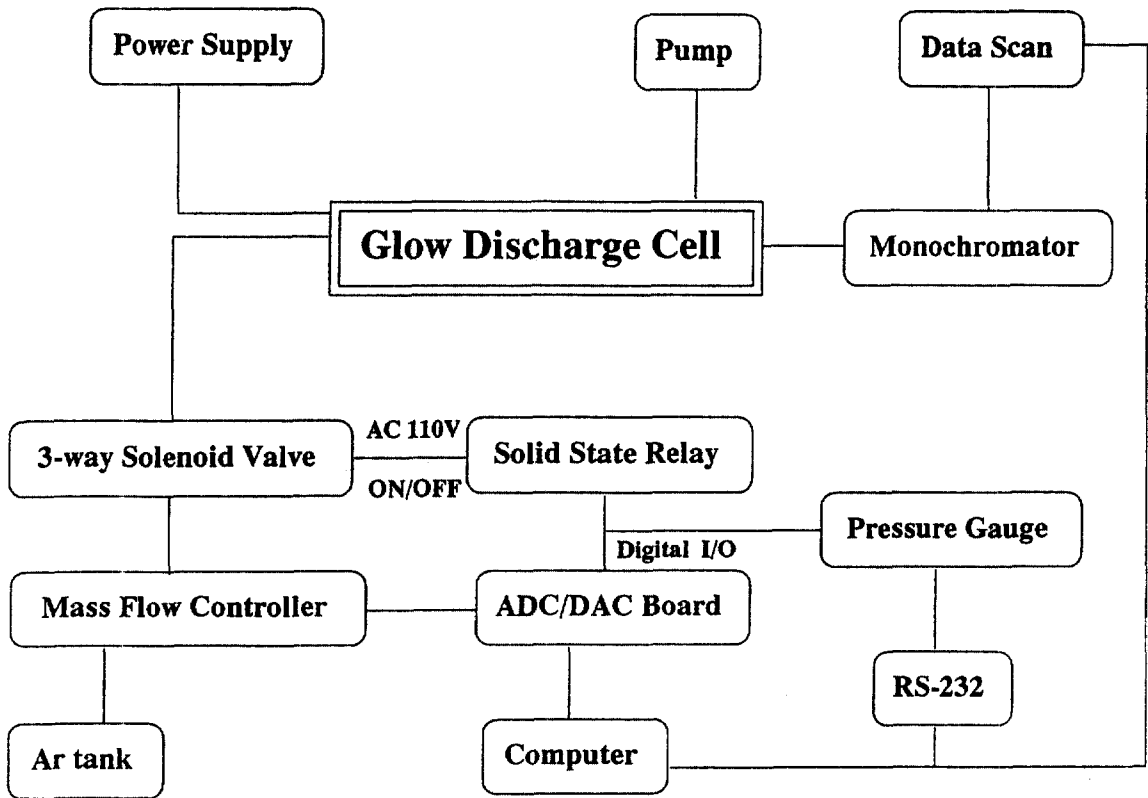 Power Supply
Pump
Data Scan
Glow Discharge Cell
Monochromator
AC 110V
3-way Solenoid Valve
Solid State Relay
ON/OFF
Pressure Gauge
Digital I/O
Mass Flow Controller
ADC/DAC Board
RS-232
Ar tank
Computer